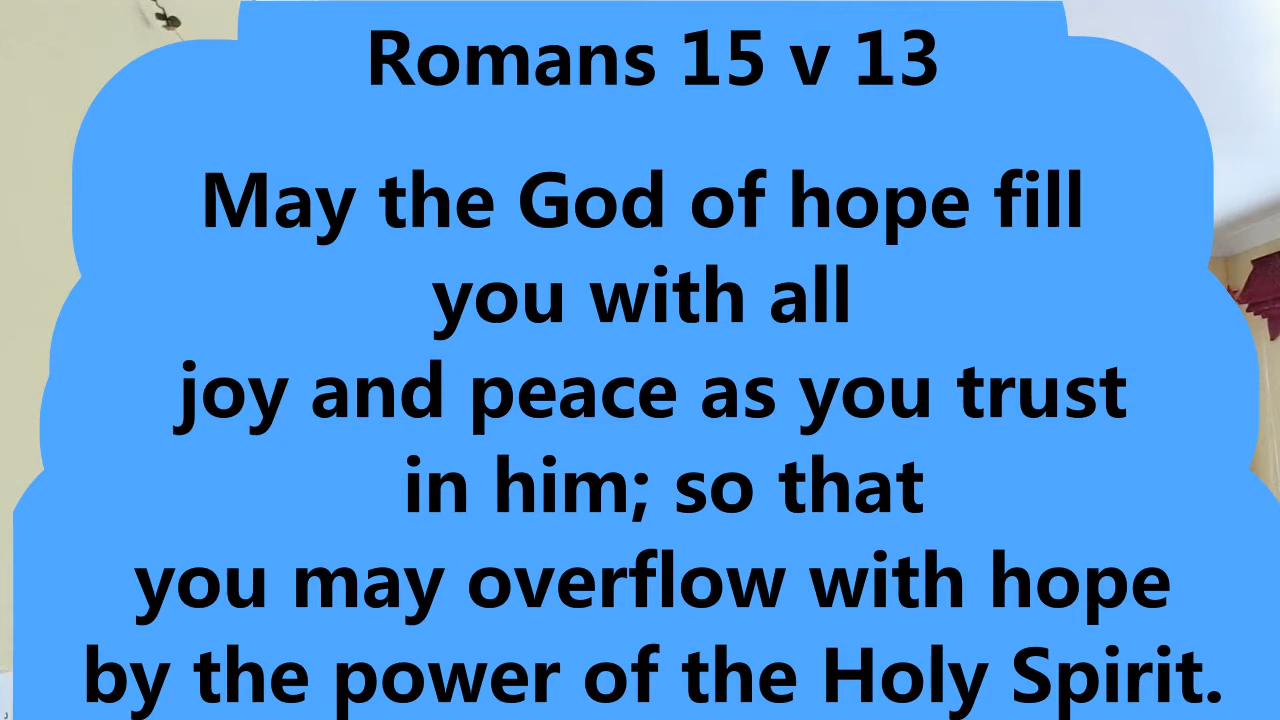 Romans 15 v 13
May the God of hope fill
you with all
joy and peace as you trust
in him; so that
you may overflow with hope
by the power of the Holy Spirit.